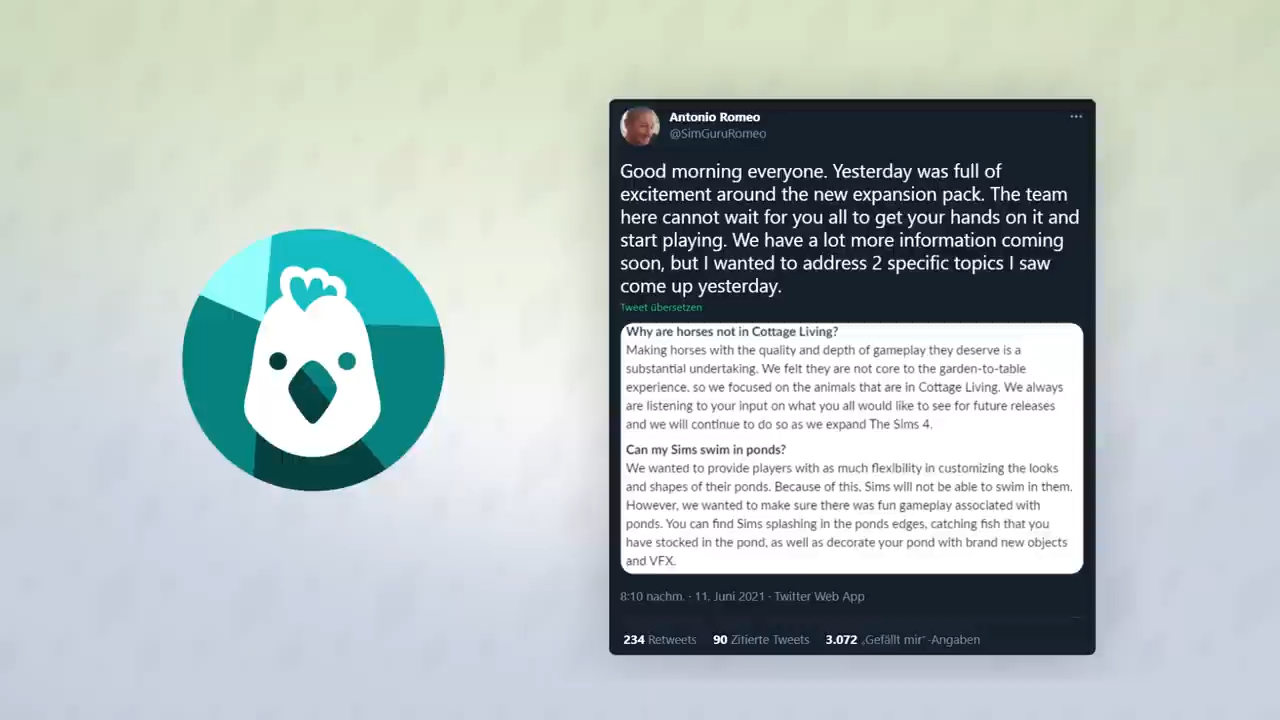 Antonio Romeo
@SimGuruRomeo
Good morning everyone. Yesterday was full of
excitement around the new expansion pack. The team
here cannot wait for you all to get your hands on it and
start playing. We have a lot more information coming
soon, but I wanted to address 2 specific topics I saw
come up yesterday.
Tweet übersetzen
Why are horses not in Cottage Living?
Making horses with the quality and depth of gameplay they deserve is a
substantial undertaking. We felt they are not core to the garden-to-table
experience, so we focused on the animals that are in Cottage Living. We always
are listening to your input on what you all would like to see for future releases
and we will continue to do so as we expand The Sims 4.
Can my Sims swim in ponds?
We wanted to provide players with as much flexibility in customizing the looks
and shapes of their ponds. Because of this, Sims will not be able to swim in them.
However, we wanted to make sure there was fun gameplay associated with
ponds. You can find Sims splashing in the ponds edges, catching fish that you
have stocked in the pond, as well as decorate your pond with brand new objects
and VFX.
8:10 nachm. · 11. Juni 2021 · Twitter Web App
234 Retweets 90 Zitierte Tweets 3.072 „Gefällt mir“-Angaben